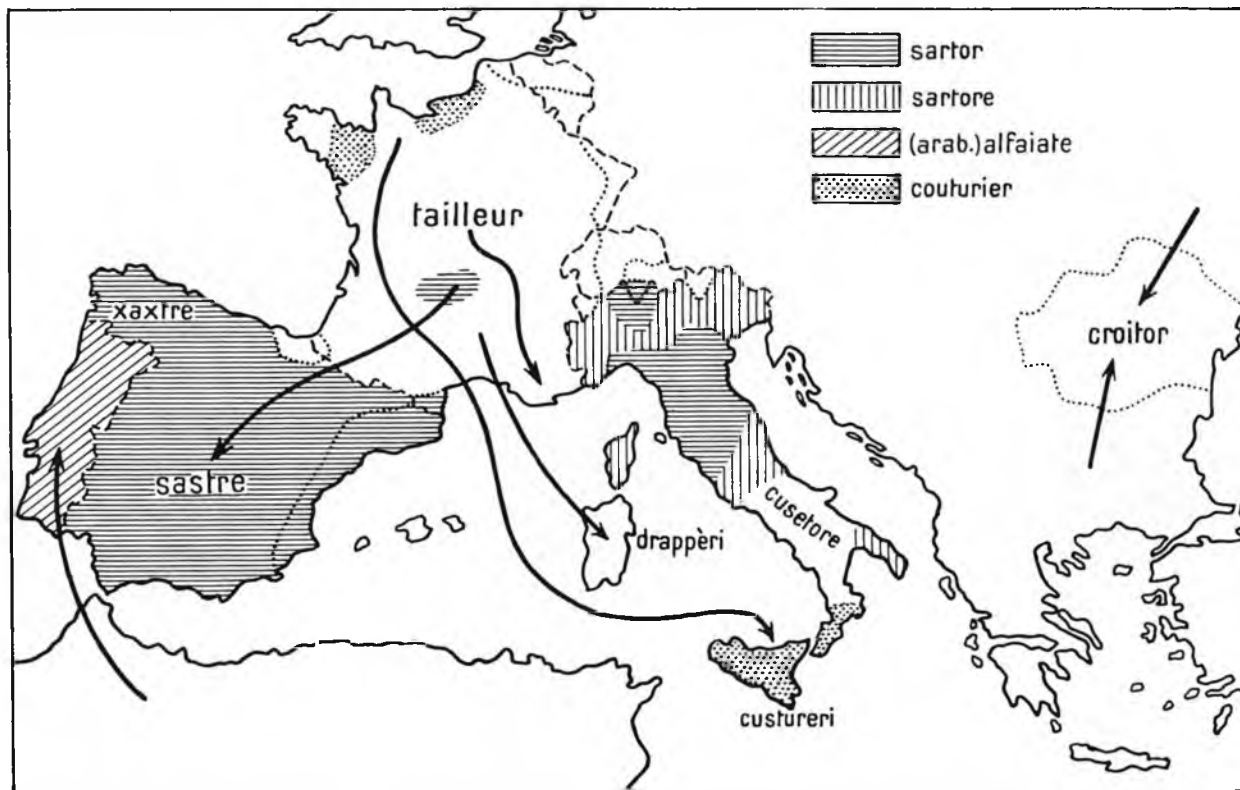 sartor
sartore
(arab.) alfaiate
couturier
tailleur
xaxtre
croitor
sastre
cusetore
drappèri
custureri